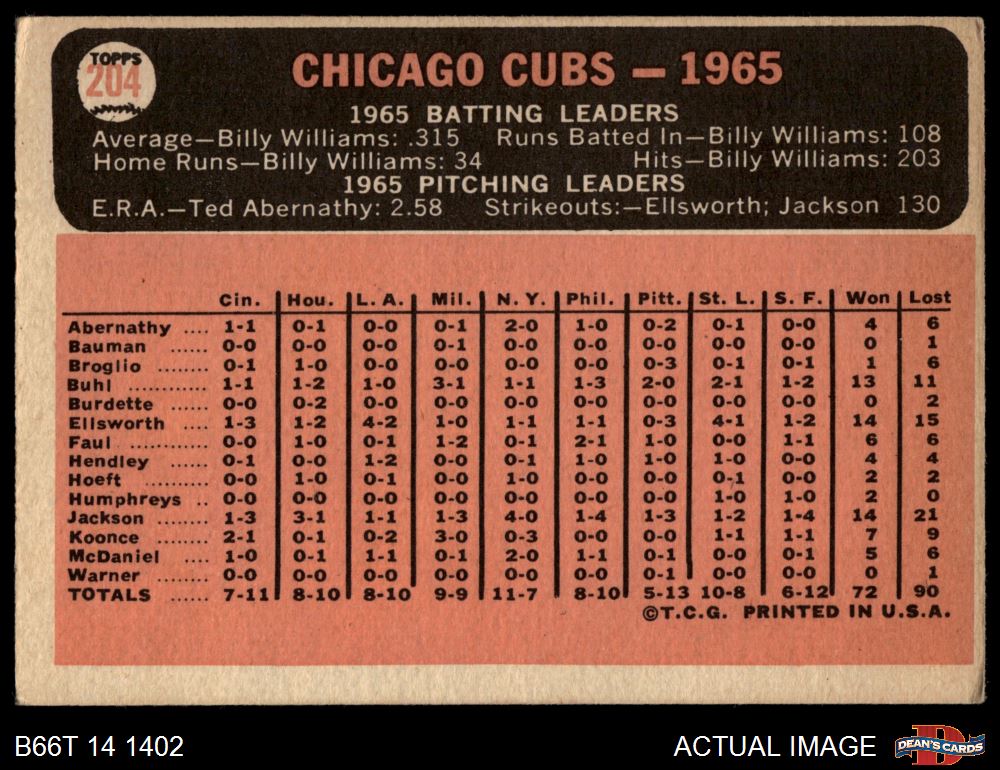 TOPPS
204
CHICAGO CUBS — 1965
1965 BATTING LEADERS
Average—Billy Williams: .315 Runs Batted In—Billy Williams: 108
Home Runs—Billy Williams: 34 Hits—Billy Williams: 203
1965 PITCHING LEADERS
E.R.A.—Ted Abernathy: 2.58 Strikeouts:—Ellsworth; Jackson 130
Cin. Hou. L. A. Mil. N. Y. Phil. Pitt. St. L. S. F. Won Lost
Abernathy .... 1-1 0-1 0-0 0-1 2-0 1-0 0-2 0-1 0-0 4 6
Bauman ...... 0-0 0-0 0-0 0-1 0-0 0-0 0-0 0-0 0-0 0 1
Broglio ........ 0-1 1-0 0-0 0-0 0-0 0-0 0-3 0-1 0-1 1 6
Buhl ............ 1-1 1-2 1-0 3-1 1-1 1-3 2-0 2-1 1-2 13 11
Burdette ...... 0-0 0-2 0-0 0-0 0-0 0-0 0-0 0-0 0-0 0 2
Ellsworth .... 1-3 1-2 4-2 1-0 1-1 1-1 0-3 4-1 1-2 14 15
Faul ............ 0-0 1-0 0-1 1-2 0-1 2-1 1-0 0-0 1-1 6 6
Hendley ...... 0-1 0-0 1-2 0-0 0-1 1-0 1-0 1-0 0-0 4 4
Hoeft .......... 0-0 1-0 0-1 0-0 1-0 0-0 0-0 0-1 0-0 2 2
Humphreys .. 0-0 0-0 0-0 0-0 0-0 0-0 0-0 1-0 1-0 2 0
Jackson ........ 1-3 3-1 1-1 1-3 4-0 1-4 1-3 1-2 1-4 14 21
Koonce ........ 2-1 0-1 0-2 3-0 0-3 0-0 0-0 1-1 1-1 7 9
McDaniel .... 1-0 0-1 1-1 0-1 2-0 1-1 0-1 0-0 0-1 5 6
Warner ........ 0-0 0-0 0-0 0-0 0-0 0-0 0-1 0-0 0-0 0 1
TOTALS ...... 7-11 8-10 8-10 9-9 11-7 8-10 5-13 10-8 6-12 72 90
©T.C.G. PRINTED IN U.S.A.
B66T 14 1402 ACTUAL IMAGE DEAN'S CARDS